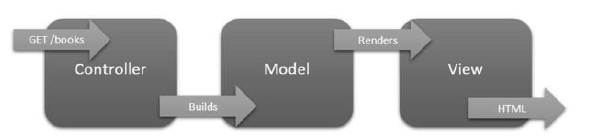 GET /books
Controller
Builds
Model
Renders
View
HTML